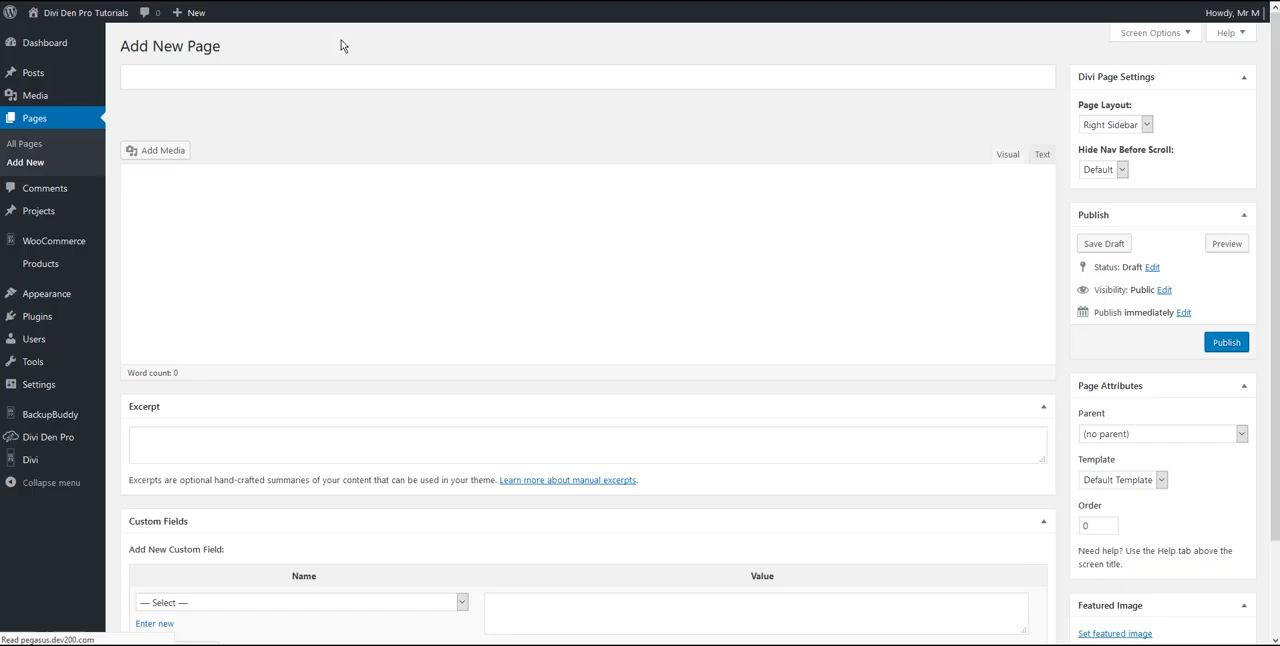 Divi Den Pro Tutorials 0 New Howdy, Mr M
Dashboard
Posts
Media
Pages
All Pages
Add New
Comments
Projects
WooCommerce
Products
Appearance
Plugins
Users
Tools
Settings
BackupBuddy
Divi Den Pro
Divi
Collapse menu
Read pegasus.dev200.com
Screen Options Help
Add New Page
Add Media
Visual Text
Word count: 0
Excerpt
Excerpts are optional hand-crafted summaries of your content that can be used in your theme. Learn more about manual excerpts.
Custom Fields
Add New Custom Field:
Name Value
— Select —
Enter new
Divi Page Settings
Page Layout:
Right Sidebar
Hide Nav Before Scroll:
Default
Publish
Save Draft Preview
Status: Draft Edit
Visibility: Public Edit
Publish immediately Edit
Publish
Page Attributes
Parent
(no parent)
Template
Default Template
Order
0
Need help? Use the Help tab above the
screen title.
Featured Image
Set featured image